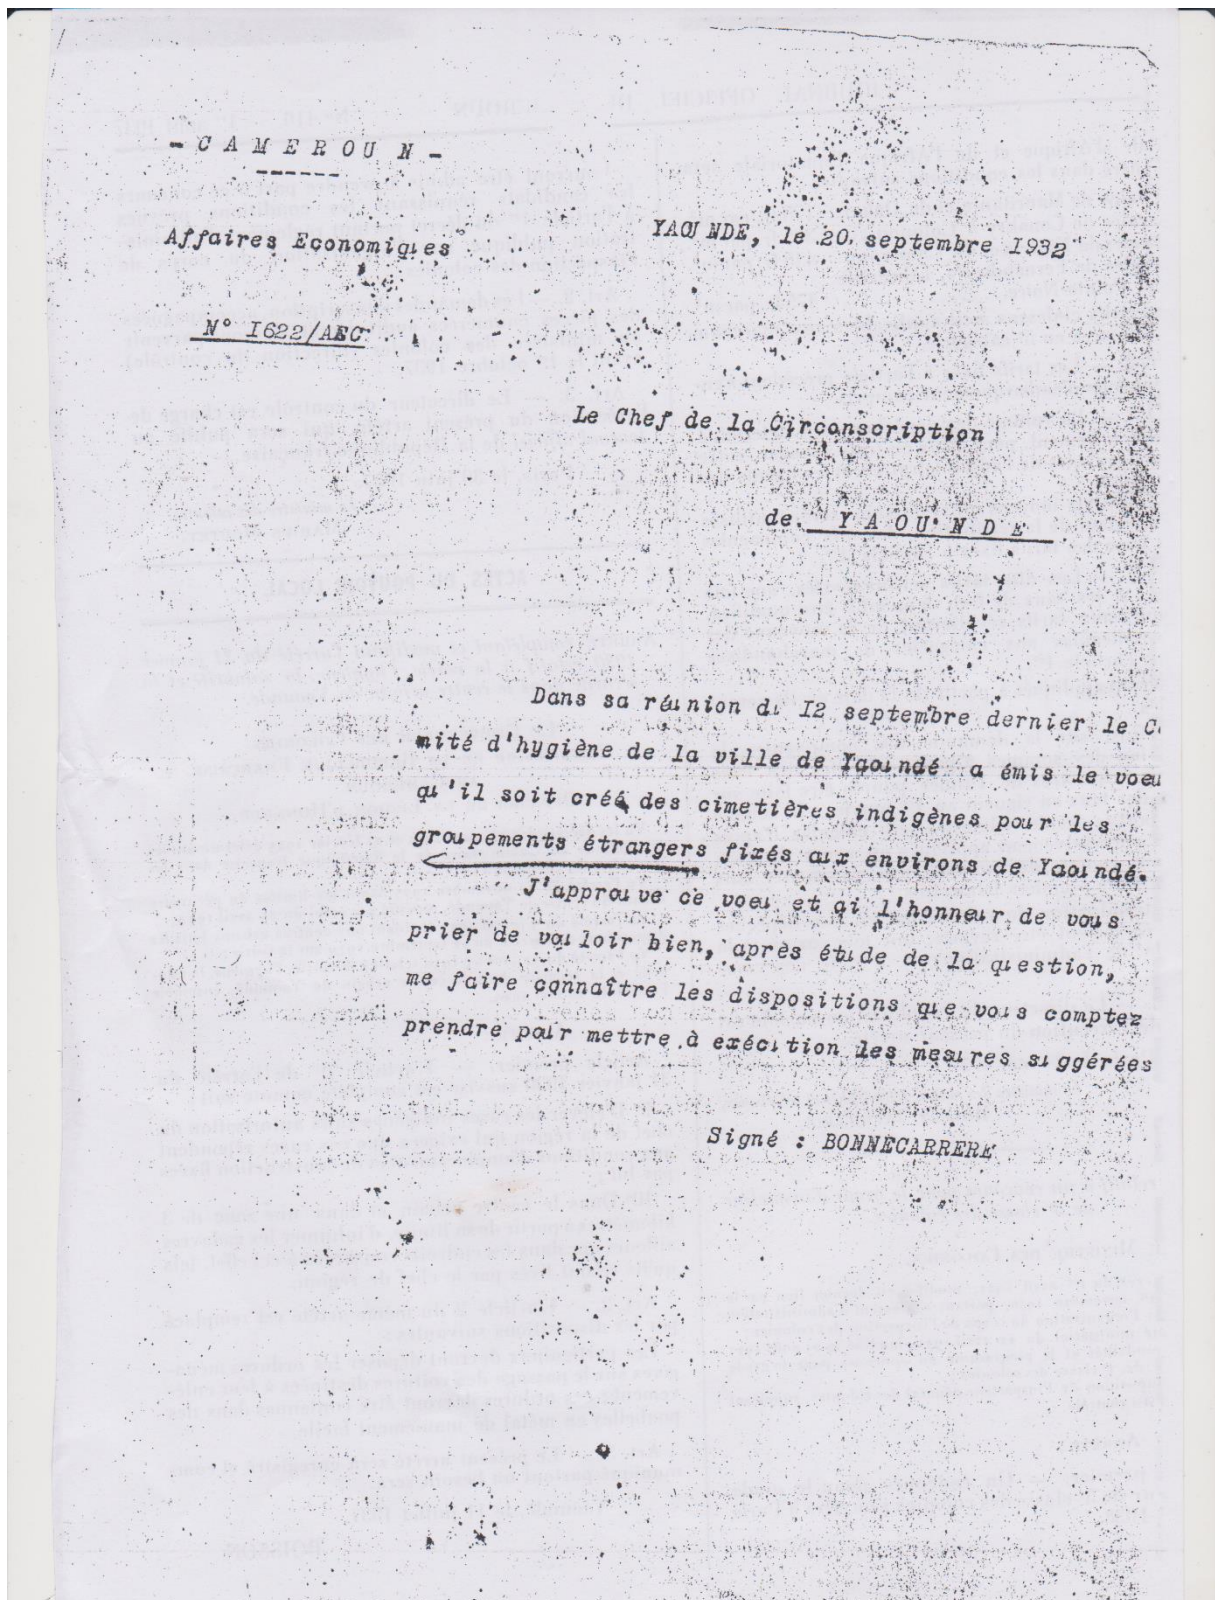 - C A M E R O U N -
-------
Affaires Economiques
YAOUNDE, le 20 septembre 1932
N° I622/AEC
Le Chef de la Circonscription
de Y A O U N D E
Dans sa réunion du I2 septembre dernier le Co
mité d'hygiène de la ville de Yaoundé a émis le voeu
qu'il soit créé des cimetières indigènes pour les
groupements étrangers fixés aux environs de Yaoundé.
J'approuve ce voeu et ai l'honneur de vous
prier de vouloir bien, après étude de la question,
me faire connaître les dispositions que vous comptez
prendre pour mettre à exécution les mesures suggérées
Signé : BONNECARRERE